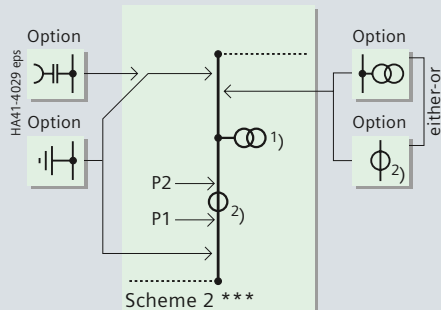 Option
HA41-4029 eps
Option
1)
P2
2)
P1
Scheme 2 ***
Option
Option
2)
either-or